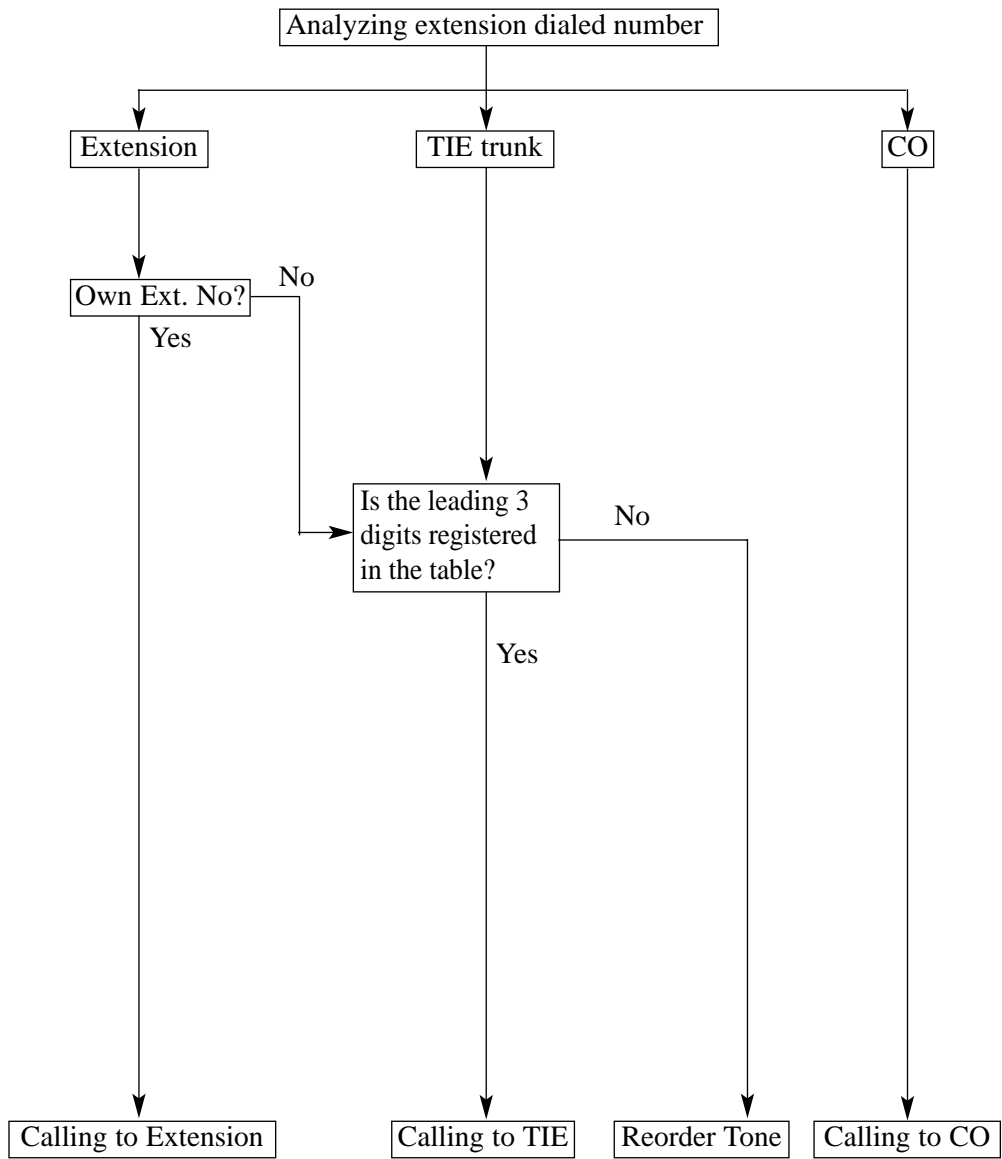 Analyzing extension dialed number
Extension
TIE trunk
CO
Own Ext. No?
No
Yes
Is the leading 3
digits registered
in the table?
No
Yes
Calling to Extension
Calling to TIE
Reorder Tone
Calling to CO